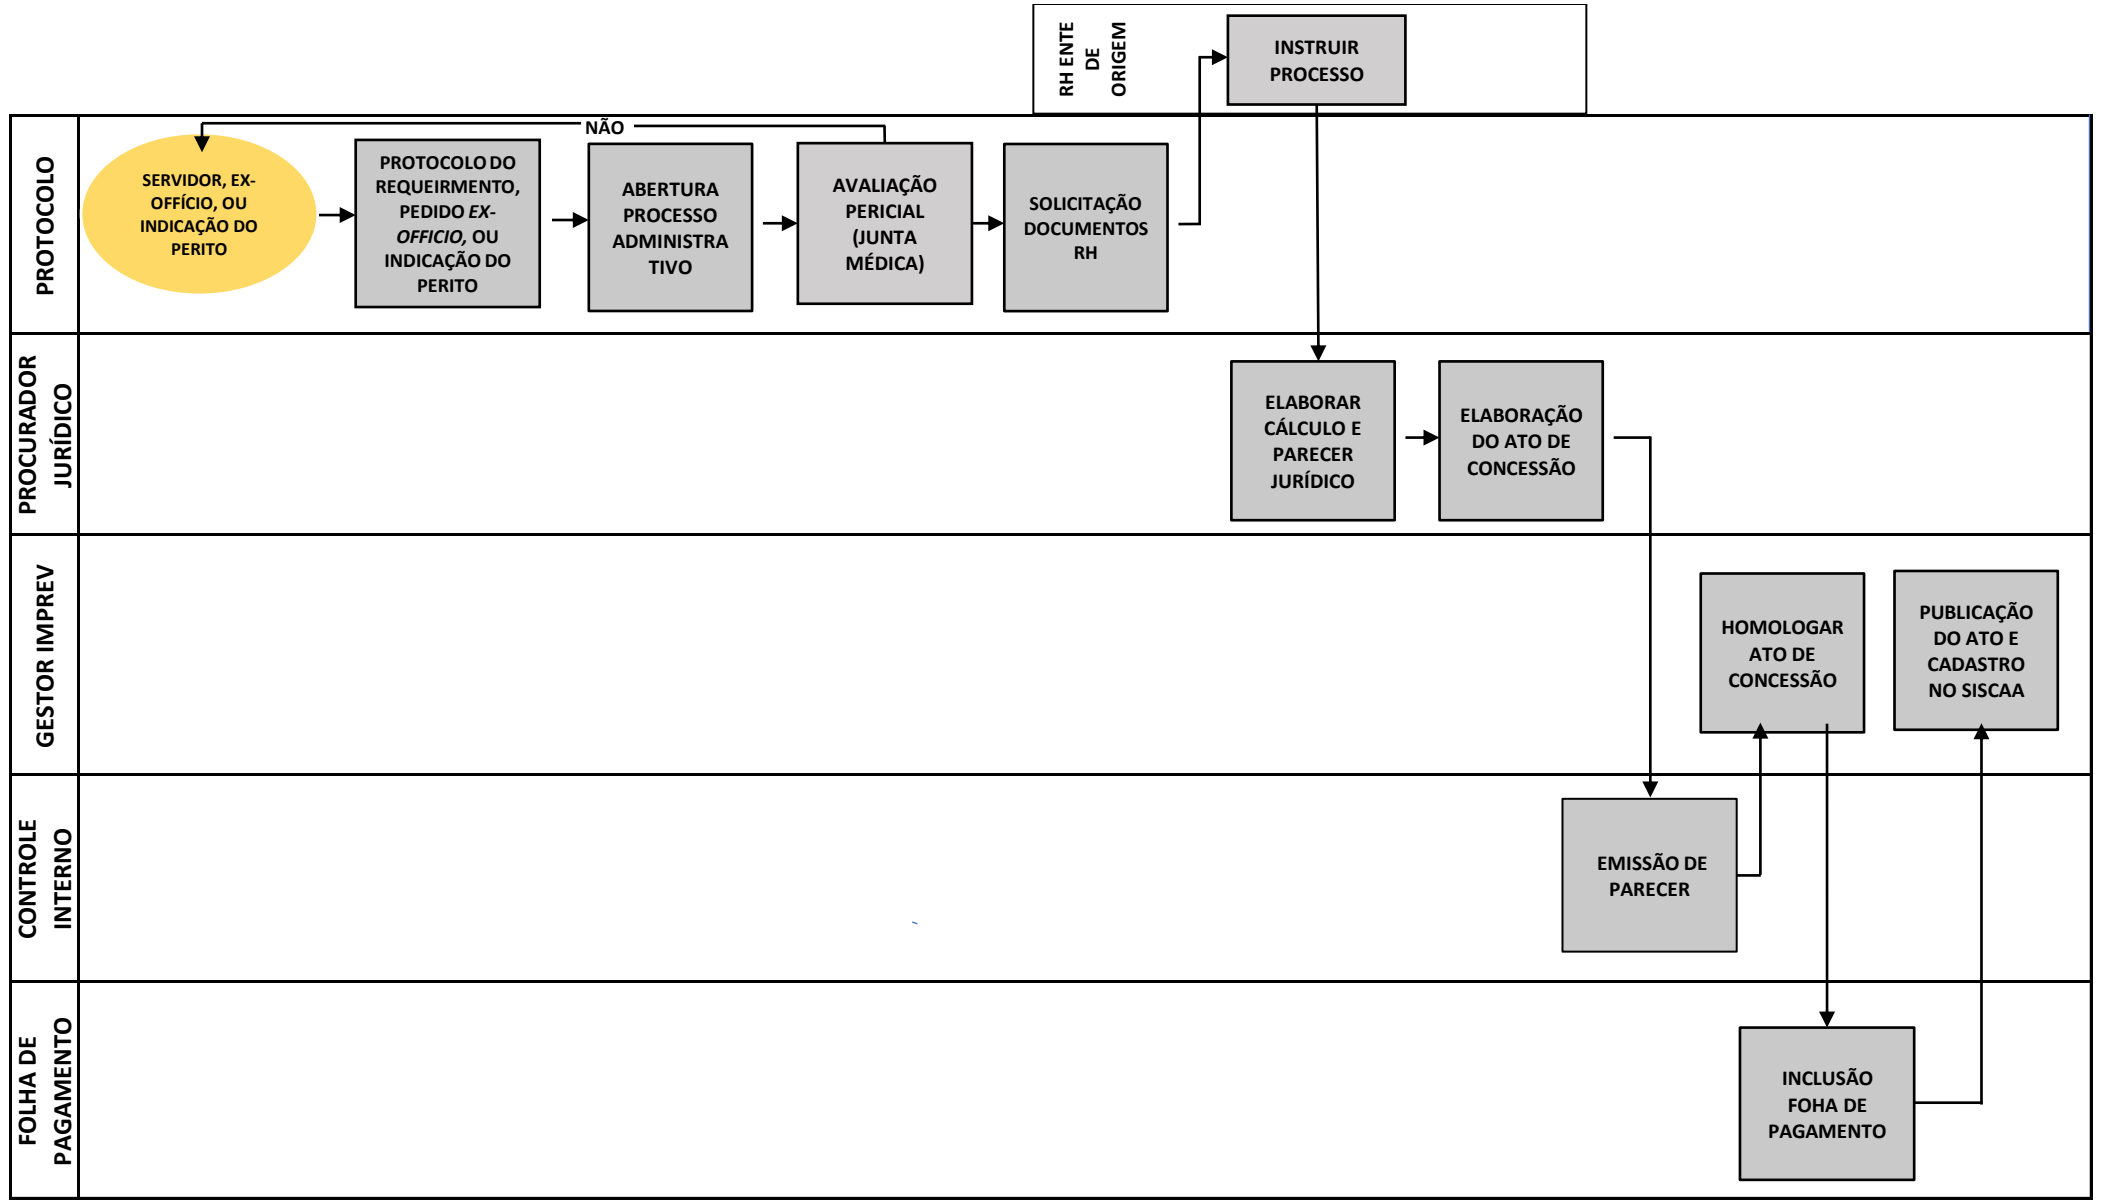 RH ENTE
DE
ORIGEM
INSTRUIR
PROCESSO
PROTOCOLO
NÃO
SERVIDOR, EX-
OFFÍCIO, OU
INDICAÇÃO DO
PERITO
PROTOCOLO DO
REQUEIRMENTO,
PEDIDO EX-
OFFICIO, OU
INDICAÇÃO DO
PERITO
ABERTURA
PROCESSO
ADMINISTRA
TIVO
AVALIAÇÃO
PERICIAL
(JUNTA
MÉDICA)
SOLICITAÇÃO
DOCUMENTOS
RH
PROCURADOR
JURÍDICO
ELABORAR
CÁLCULO E
PARECER
JURÍDICO
ELABORAÇÃO
DO ATO DE
CONCESSÃO
GESTOR IMPREV
HOMOLOGAR
ATO DE
CONCESSÃO
PUBLICAÇÃO
DO ATO E
CADASTRO
NO SISCAA
CONTROLE
INTERNO
EMISSÃO DE
PARECER
FOLHA DE
PAGAMENTO
INCLUSÃO
FOHA DE
PAGAMENTO